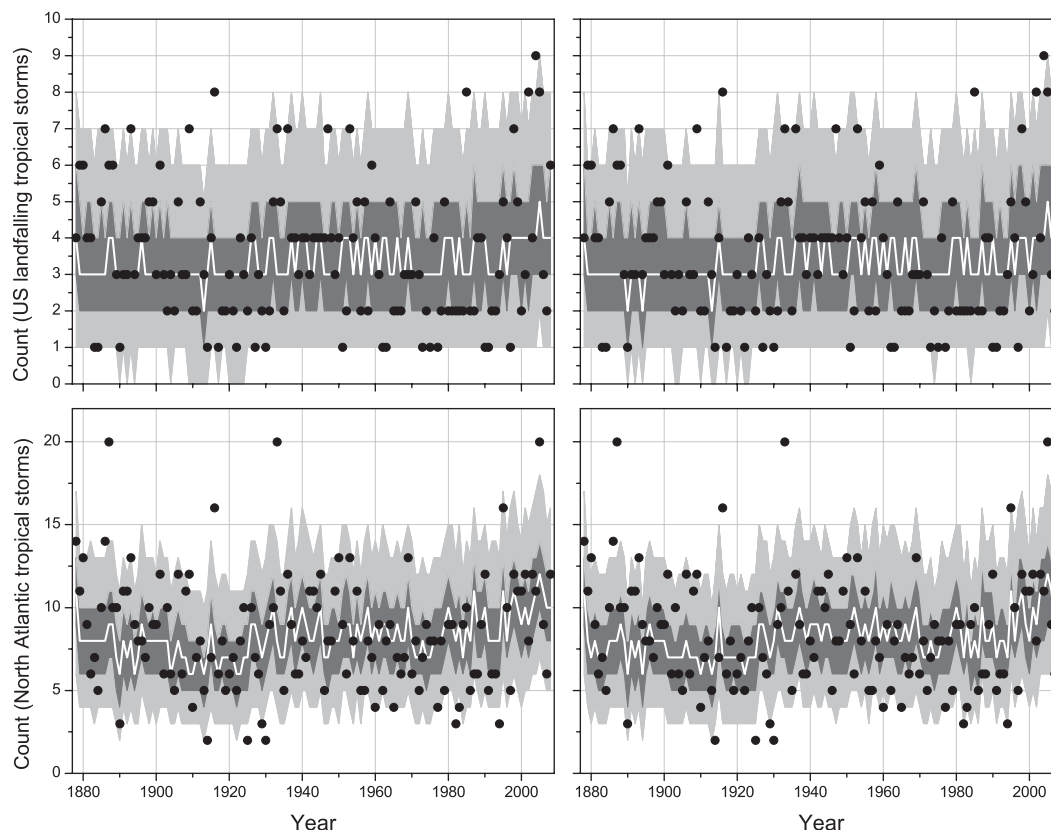 10
9
8
7
6
5
4
3
2
1
0
Count (US landfalling tropical storms)
20
15
10
5
0
Count (North Atlantic tropical storms)
1880 1900 1920 1940 1960 1980 2000
Year
1880 1900 1920 1940 1960 1980 2000
Year